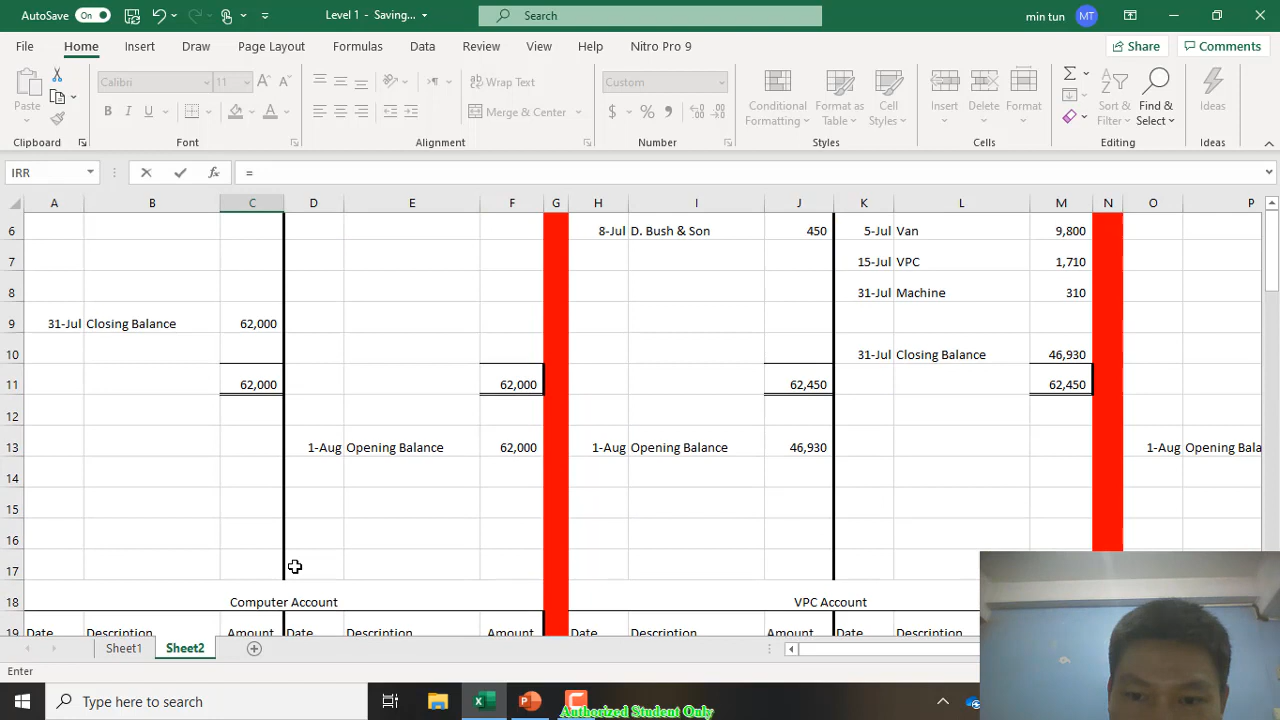 AutoSave On Level 1 - Saving... Search min tun MT
File Home Insert Draw Page Layout Formulas Data Review View Help Nitro Pro 9 Share Comments
Calibri 11 Wrap Text Custom
Paste B I U Merge & Center $ % Conditional Formatting Format as Table Cell Styles Insert Delete Format Sort & Filter Find & Select Ideas
Clipboard Font Alignment Number Styles Cells Editing Ideas
IRR fx =
A B C D E F G H I J K L M N O P
6 8-Jul D. Bush & Son 450 5-Jul Van 9,800
7 15-Jul VPC 1,710
8 31-Jul Machine 310
9 31-Jul Closing Balance 62,000
10 31-Jul Closing Balance 46,930
11 62,000 62,000 62,450 62,450
12
13 1-Aug Opening Balance 62,000 1-Aug Opening Balance 46,930 1-Aug Opening Bala
14
15
16
17
18 Computer Account VPC Account
19 Date Description Amount Date Description Amount Date Description Amount Date Description
Sheet1 Sheet2
Enter
Type here to search
Authorized Student Only